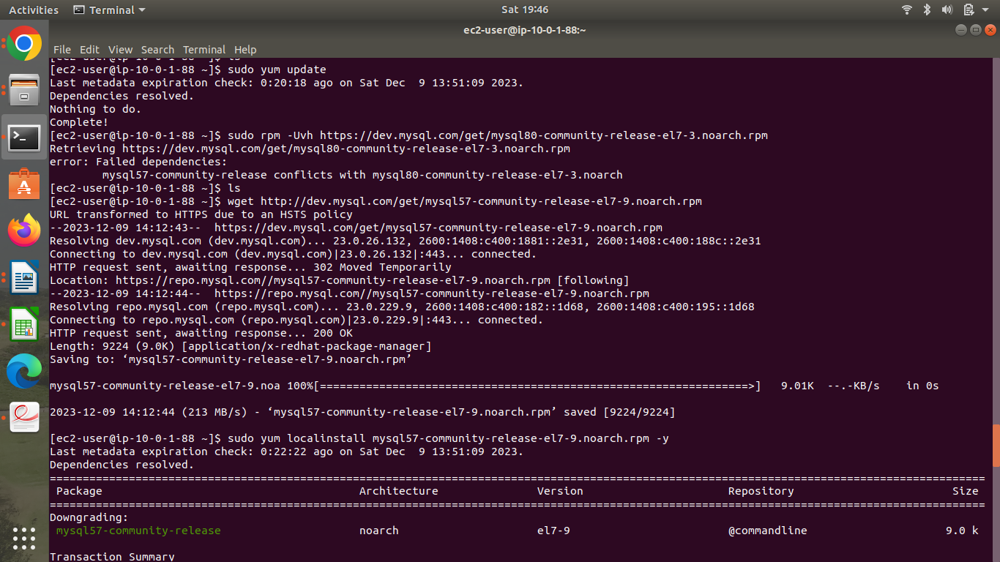 Activities Terminal Sat 19:46
ec2-user@ip-10-0-1-88:~
File Edit View Search Terminal Help
[ec2-user@ip-10-0-1-88 ~]$ ls
[ec2-user@ip-10-0-1-88 ~]$ sudo yum update
Last metadata expiration check: 0:20:18 ago on Sat Dec  9 13:51:09 2023.
Dependencies resolved.
Nothing to do.
Complete!
[ec2-user@ip-10-0-1-88 ~]$ sudo rpm -Uvh https://dev.mysql.com/get/mysql80-community-release-el7-3.noarch.rpm
Retrieving https://dev.mysql.com/get/mysql80-community-release-el7-3.noarch.rpm
error: Failed dependencies:
        mysql57-community-release conflicts with mysql80-community-release-el7-3.noarch
[ec2-user@ip-10-0-1-88 ~]$ ls
[ec2-user@ip-10-0-1-88 ~]$ wget http://dev.mysql.com/get/mysql57-community-release-el7-9.noarch.rpm
URL transformed to HTTPS due to an HSTS policy
--2023-12-09 14:12:43--  https://dev.mysql.com/get/mysql57-community-release-el7-9.noarch.rpm
Resolving dev.mysql.com (dev.mysql.com)... 23.0.26.132, 2600:1408:c400:1881::2e31, 2600:1408:c400:188c::2e31
Connecting to dev.mysql.com (dev.mysql.com)|23.0.26.132|:443... connected.
HTTP request sent, awaiting response... 302 Moved Temporarily
Location: https://repo.mysql.com//mysql57-community-release-el7-9.noarch.rpm [following]
--2023-12-09 14:12:44--  https://repo.mysql.com//mysql57-community-release-el7-9.noarch.rpm
Resolving repo.mysql.com (repo.mysql.com)... 23.0.229.9, 2600:1408:c400:182::1d68, 2600:1408:c400:195::1d68
Connecting to repo.mysql.com (repo.mysql.com)|23.0.229.9|:443... connected.
HTTP request sent, awaiting response... 200 OK
Length: 9224 (9.0K) [application/x-redhat-package-manager]
Saving to: ‘mysql57-community-release-el7-9.noarch.rpm’
mysql57-community-release-el7-9.noa 100%[=================================================================>]   9.01K  --.-KB/s    in 0s
2023-12-09 14:12:44 (213 MB/s) - ‘mysql57-community-release-el7-9.noarch.rpm’ saved [9224/9224]
[ec2-user@ip-10-0-1-88 ~]$ sudo yum localinstall mysql57-community-release-el7-9.noarch.rpm -y
Last metadata expiration check: 0:22:22 ago on Sat Dec  9 13:51:09 2023.
Dependencies resolved.
Package Architecture Version Repository Size
Downgrading:
mysql57-community-release noarch el7-9 @commandline 9.0 k
Transaction Summary